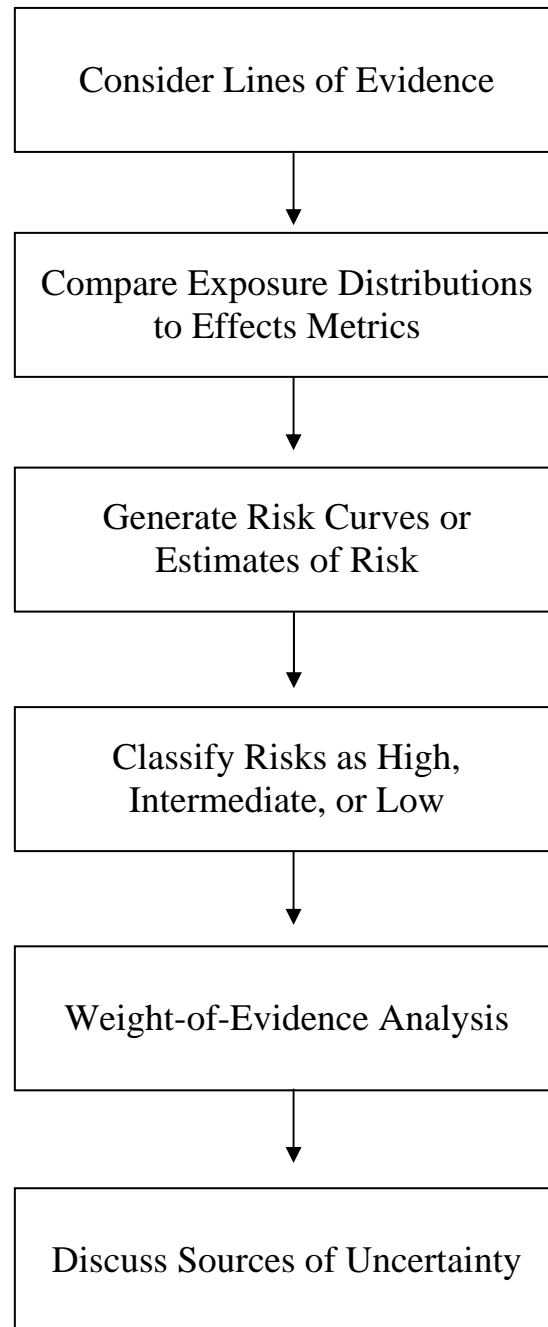 Consider Lines of Evidence
Compare Exposure Distributions
to Effects Metrics
Generate Risk Curves or
Estimates of Risk
Classify Risks as High,
Intermediate, or Low
Weight-of-Evidence Analysis
Discuss Sources of Uncertainty